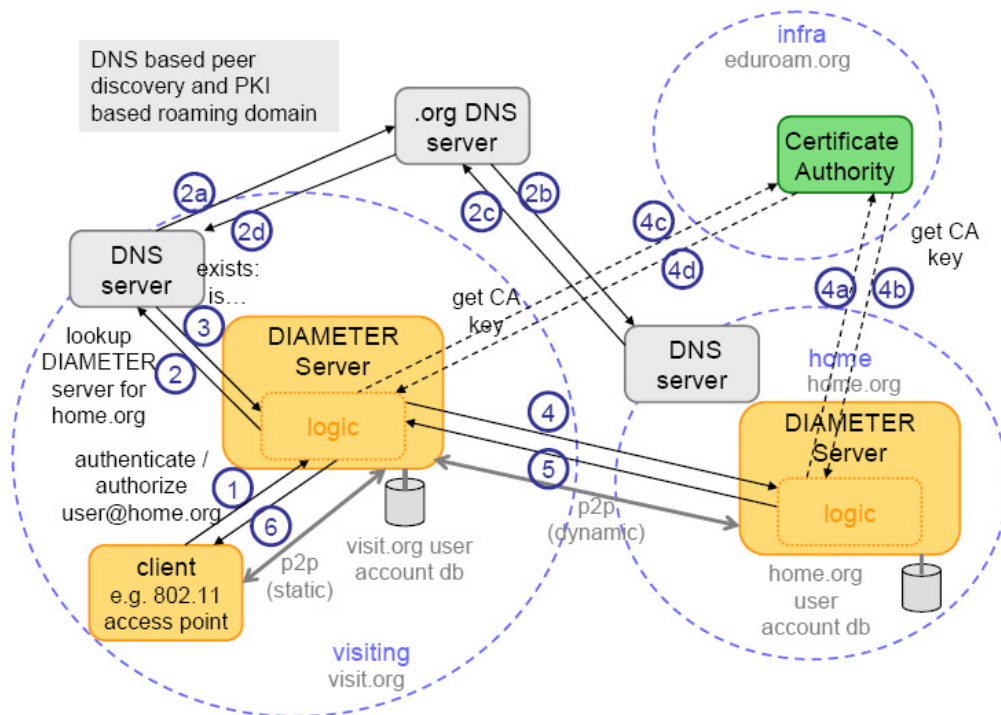 DNS based peer
discovery and PKI
based roaming domain
infra
eduroam.org
.org DNS
server
Certificate
Authority
2a
2b
2c
2d
4c
4d
get CA
key
4a
4b
DNS
server
exists:
is...
get CA
key
3
lookup
DIAMETER
server for
home.org
2
DIAMETER
Server
logic
DNS
server
home
home.org
4
5
DIAMETER
Server
logic
authenticate /
authorize
user@home.org
1
6
p2p
(dynamic)
client
e.g. 802.11
access point
p2p
(static)
visit.org user
account db
home.org
user
account db
visiting
visit.org